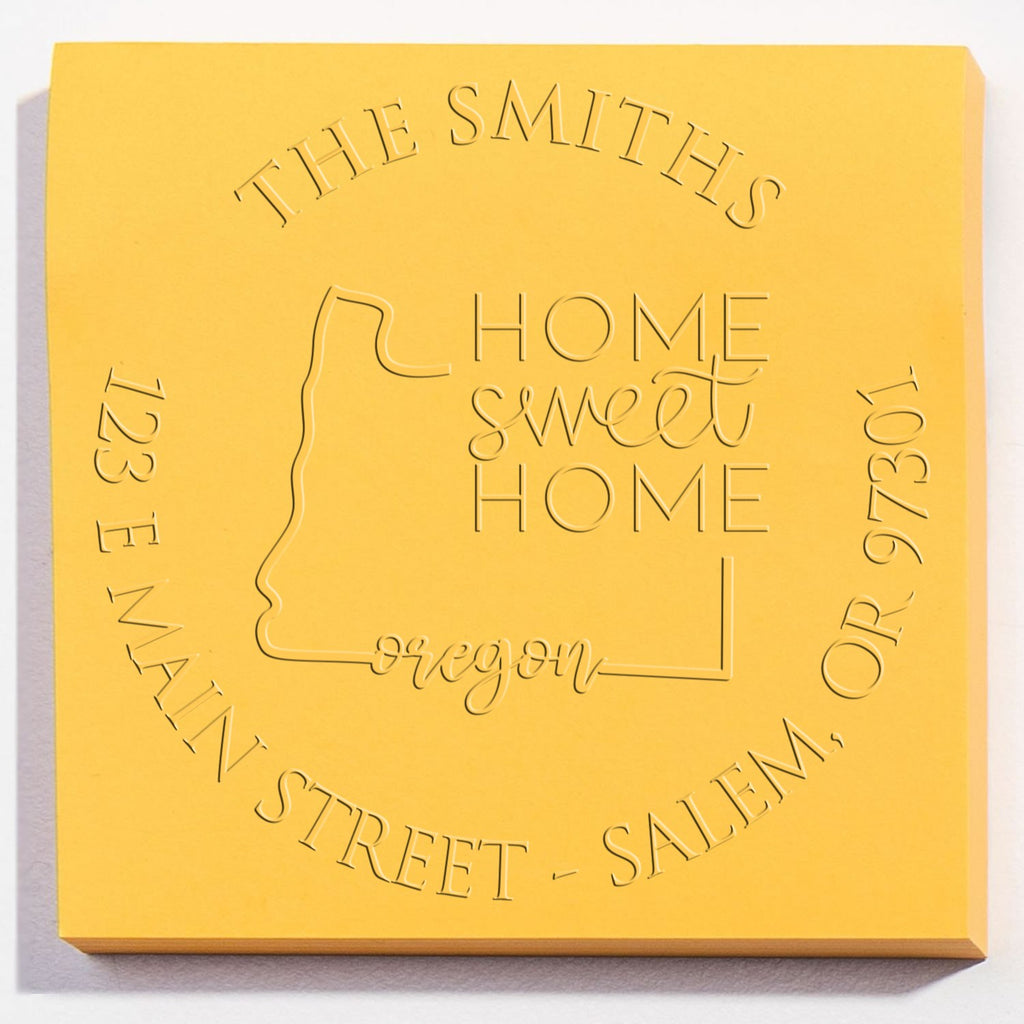 THE SMITHS
HOME
sweet
HOME
oregon
123 E MAIN STREET - SALEM, OR 97301